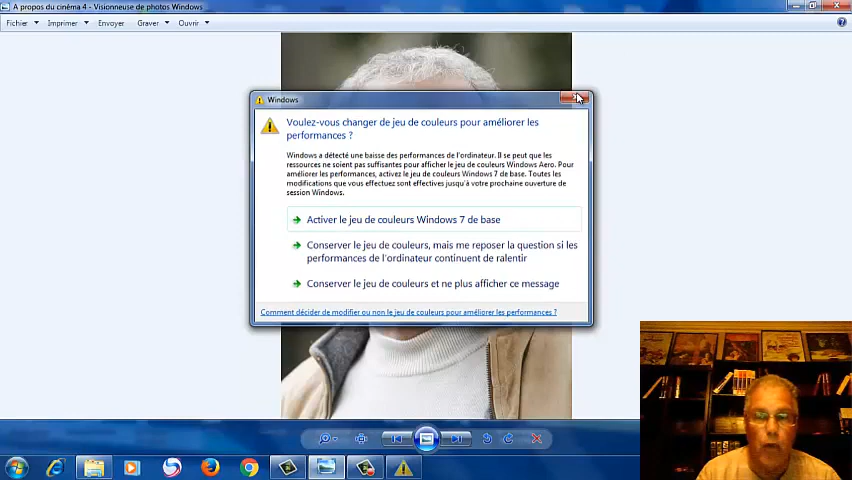 A propos du cinéma 4 - Visionneuse de photos Windows
Fichier Imprimer Envoyer Graver Ouvrir
Windows
Voulez-vous changer de jeu de couleurs pour améliorer les
performances ?
Windows a détecté une baisse des performances de l'ordinateur. Il se peut que les
ressources ne soient pas suffisantes pour afficher le jeu de couleurs Windows Aero. Pour
améliorer les performances, activez le jeu de couleurs Windows 7 de base. Toutes les
modifications que vous effectuez sont effectives jusqu'à votre prochaine ouverture de
session Windows.
Activer le jeu de couleurs Windows 7 de base
Conserver le jeu de couleurs, mais me reposer la question si les
performances de l'ordinateur continuent de ralentir
Conserver le jeu de couleurs et ne plus afficher ce message
Comment décider de modifier ou non le jeu de couleurs pour améliorer les performances ?